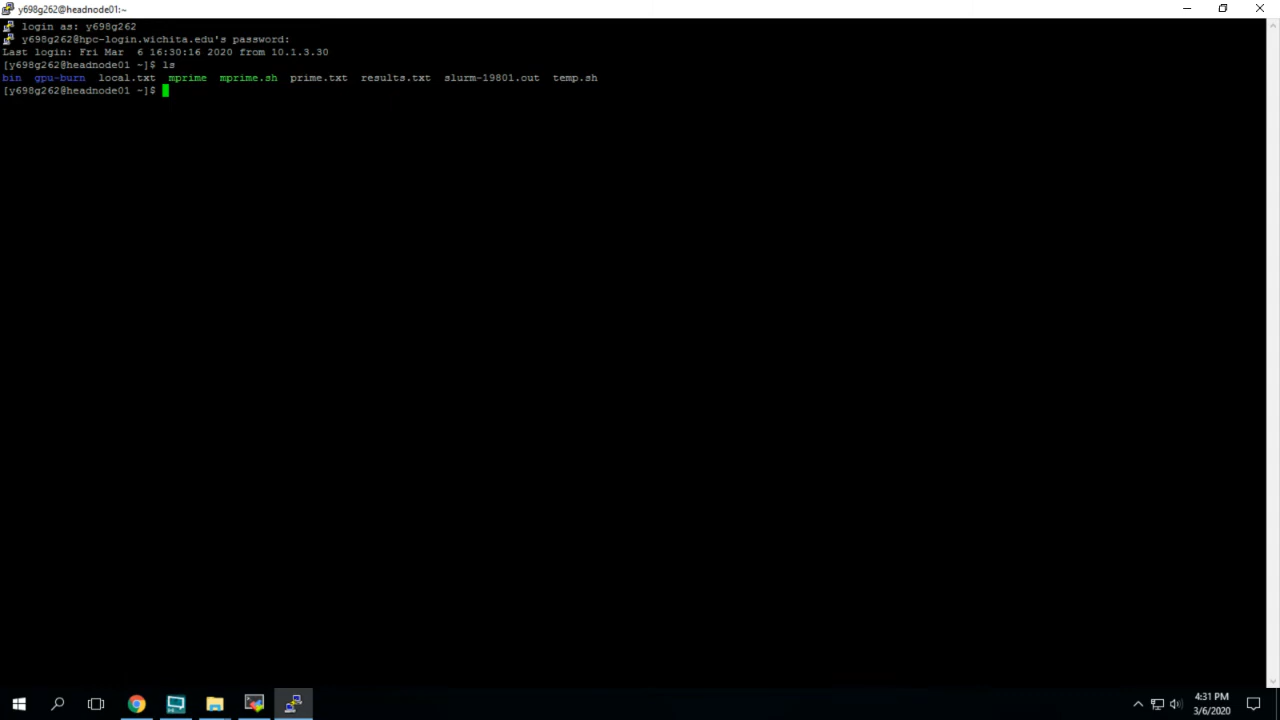 y698g262@headnode01:~
login as: y698g262
y698g262@hpc-login.wichita.edu's password:
Last login: Fri Mar  6 16:30:16 2020 from 10.1.3.30
[y698g262@headnode01 ~]$ ls
bin  gpu-burn  local.txt  mprime  mprime.sh  prime.txt  results.txt  slurm-19801.out  temp.sh
[y698g262@headnode01 ~]$
4:31 PM
3/6/2020